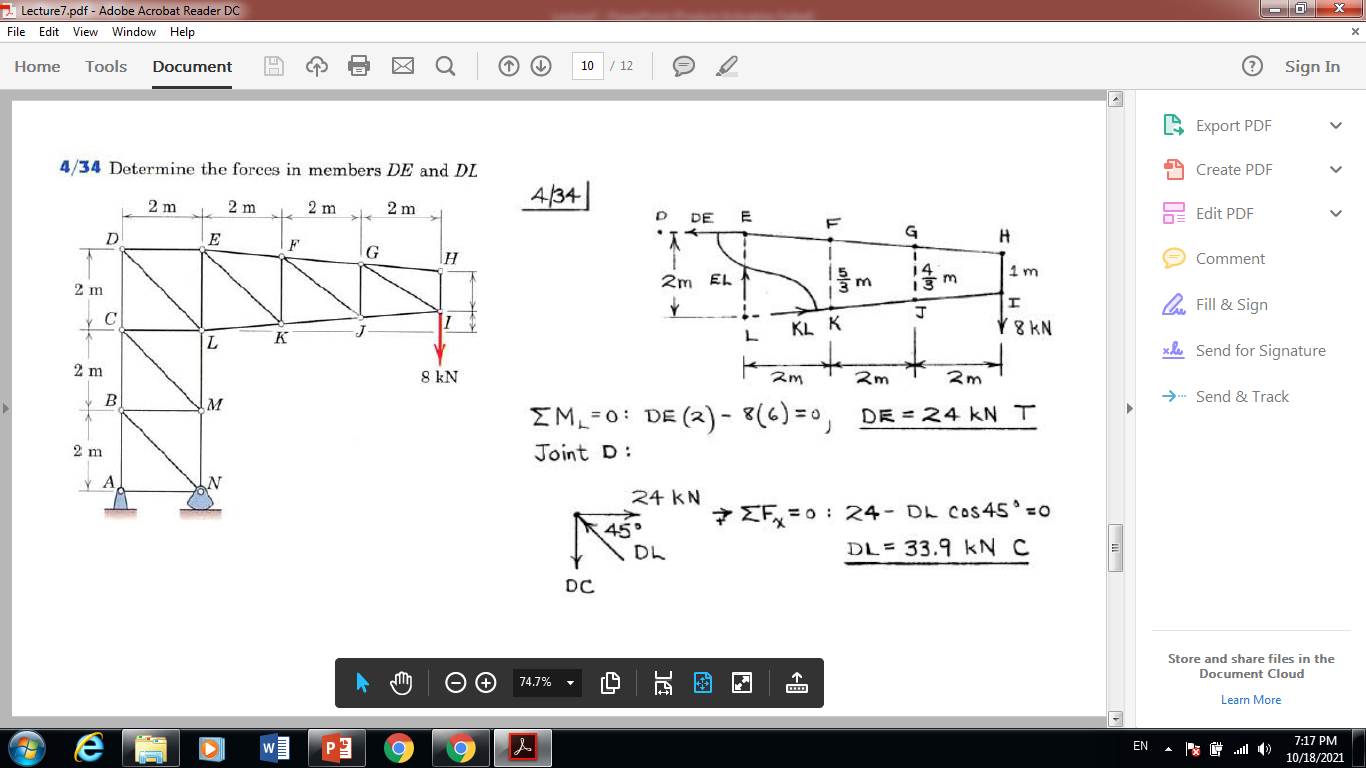 Lecture7.pdf - Adobe Acrobat Reader DC
File Edit View Window Help
Home Tools Document 10 / 12 Sign In
4/34 Determine the forces in members DE and DL
2 m 2 m 2 m 2 m
D E F G H
2 m
C L K J I
8 kN
2 m
B M
2 m
A N
4/34
D DE E F G H
2m EL 5/3 m 4/3 m 1 m
L KL K J I
8 kN
2m 2m 2m
ΣM_L = 0: DE(2) - 8(6) = 0, DE = 24 kN T
Joint D:
24 kN
45°
DL
DC
ΣF_x = 0: 24 - DL cos45° = 0
DL = 33.9 kN C
Export PDF
Create PDF
Edit PDF
Comment
Fill & Sign
Send for Signature
Send & Track
Store and share files in the
Document Cloud
Learn More
74.7%
EN
7:17 PM
10/18/2021